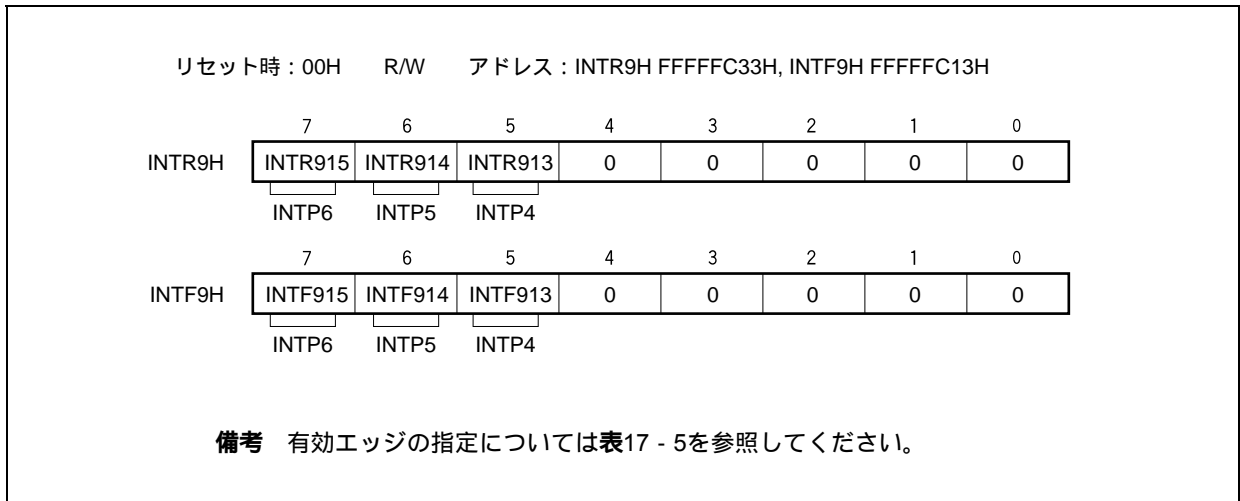 リセット時：00H R/W アドレス：INTR9H FFFFFC33H, INTF9H FFFFFC13H
7 6 5 4 3 2 1 0
INTR9H INTR915 INTR914 INTR913 0 0 0 0 0
INTP6 INTP5 INTP4
7 6 5 4 3 2 1 0
INTF9H INTF915 INTF914 INTF913 0 0 0 0 0
INTP6 INTP5 INTP4
備考 有効エッジの指定については表17 - 5を参照してください。